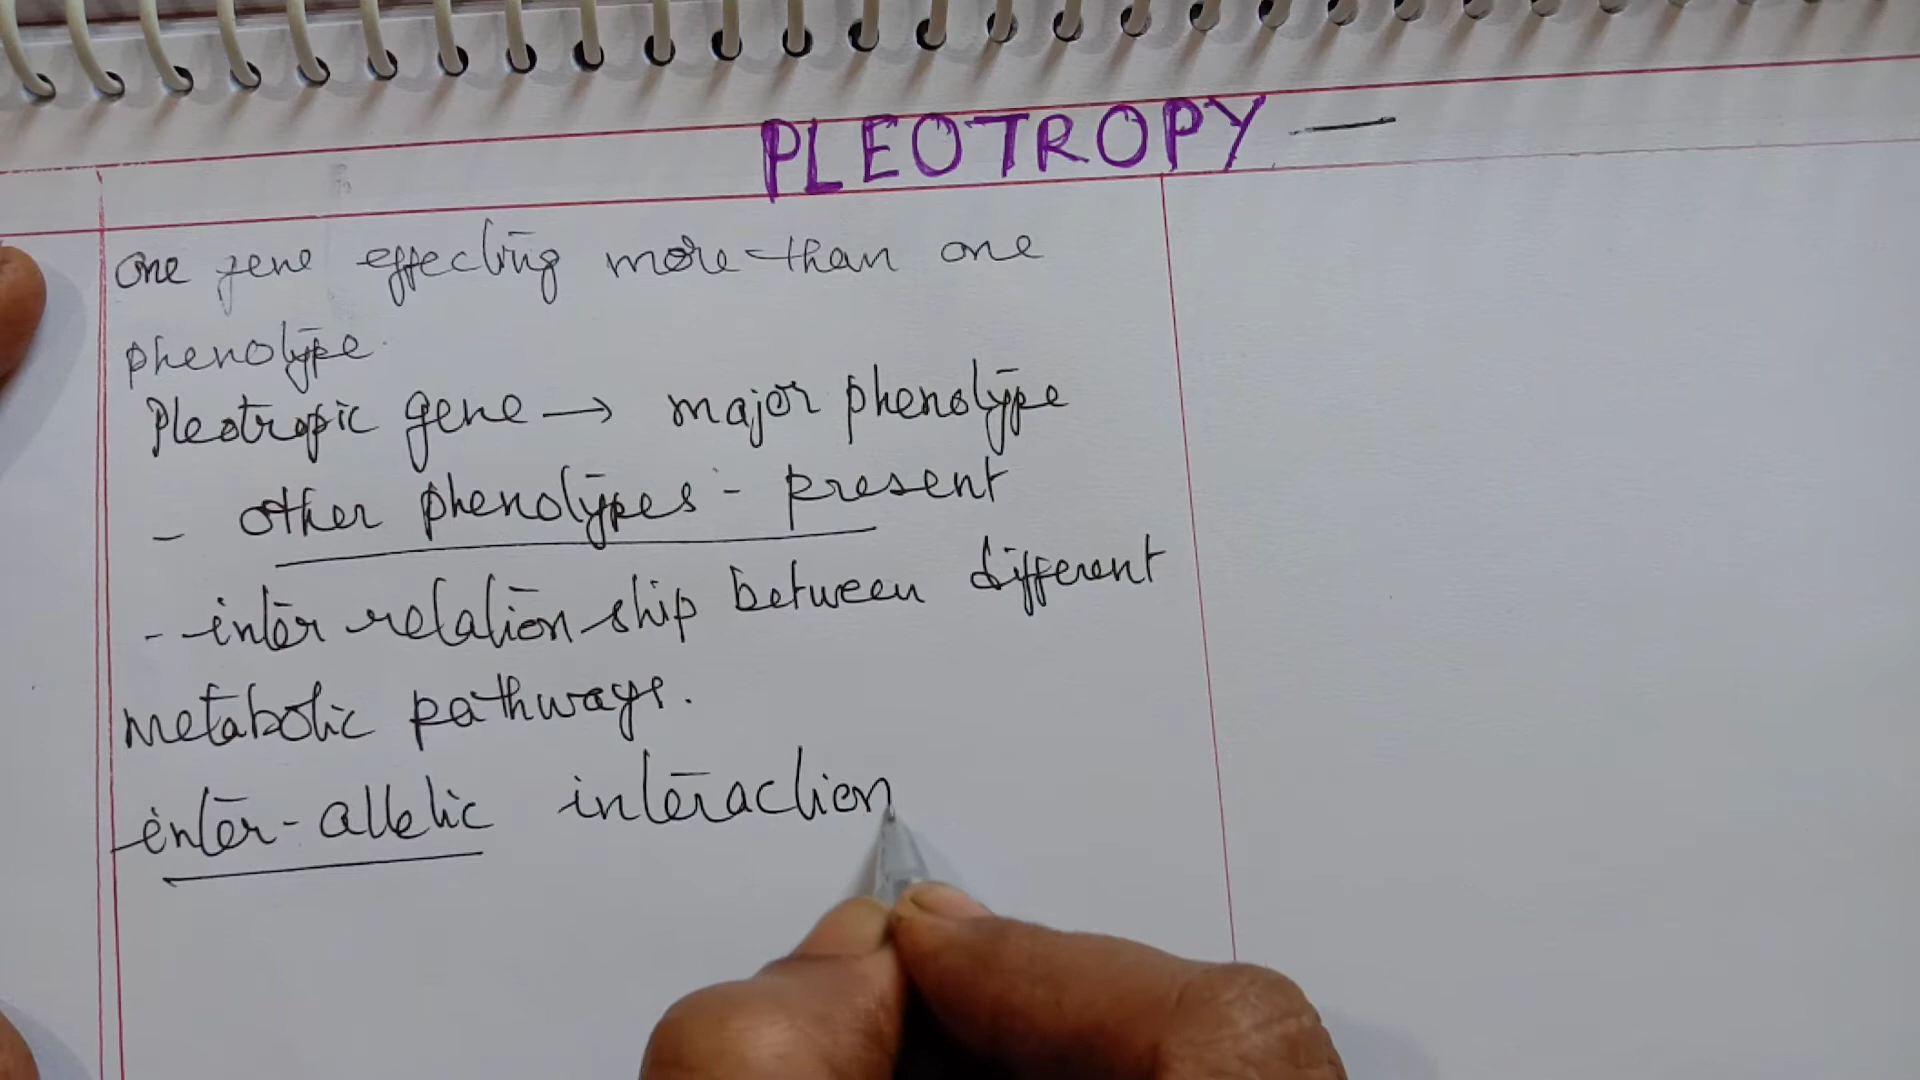 PLEOTROPY —
one gene effecting more than one
phenotype.
Pleotropic gene → major phenotype
- other phenotypes - present
- inter relation ship between different
metabolic pathways.
inter-allelic interaction